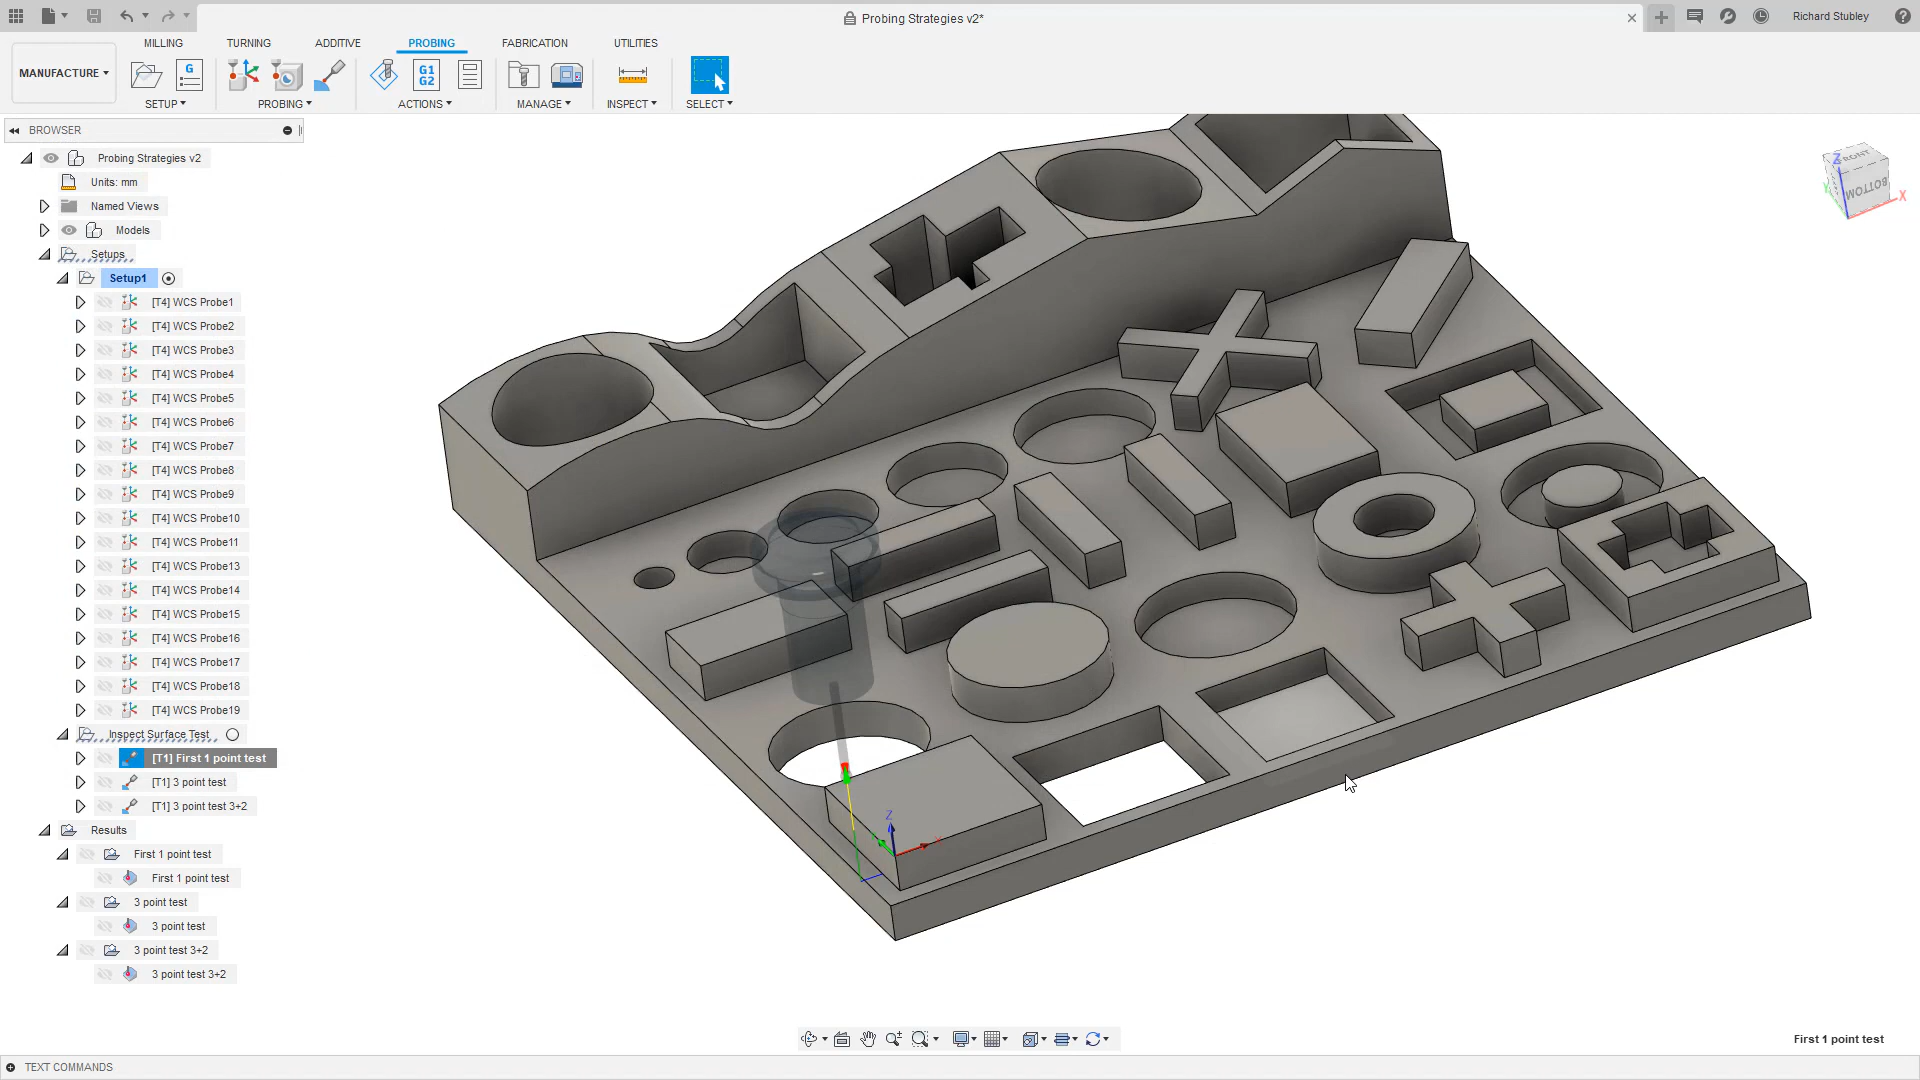 Probing Strategies v2*
Richard Stubley
MANUFACTURE
MILLING
TURNING
ADDITIVE
PROBING
FABRICATION
UTILITIES
G
G1
G2
SETUP
PROBING
ACTIONS
MANAGE
INSPECT
SELECT
BROWSER
Probing Strategies v2
Units: mm
Named Views
Models
Setups
Setup1
[T4] WCS Probe1
[T4] WCS Probe2
[T4] WCS Probe3
[T4] WCS Probe4
[T4] WCS Probe5
[T4] WCS Probe6
[T4] WCS Probe7
[T4] WCS Probe8
[T4] WCS Probe9
[T4] WCS Probe10
[T4] WCS Probe11
[T4] WCS Probe13
[T4] WCS Probe14
[T4] WCS Probe15
[T4] WCS Probe16
[T4] WCS Probe17
[T4] WCS Probe18
[T4] WCS Probe19
Inspect Surface Test
[T1] First 1 point test
[T1] 3 point test
[T1] 3 point test 3+2
Results
First 1 point test
First 1 point test
3 point test
3 point test
3 point test 3+2
3 point test 3+2
FRONT
BOTTOM
Z
Y
X
Z
X
First 1 point test
TEXT COMMANDS